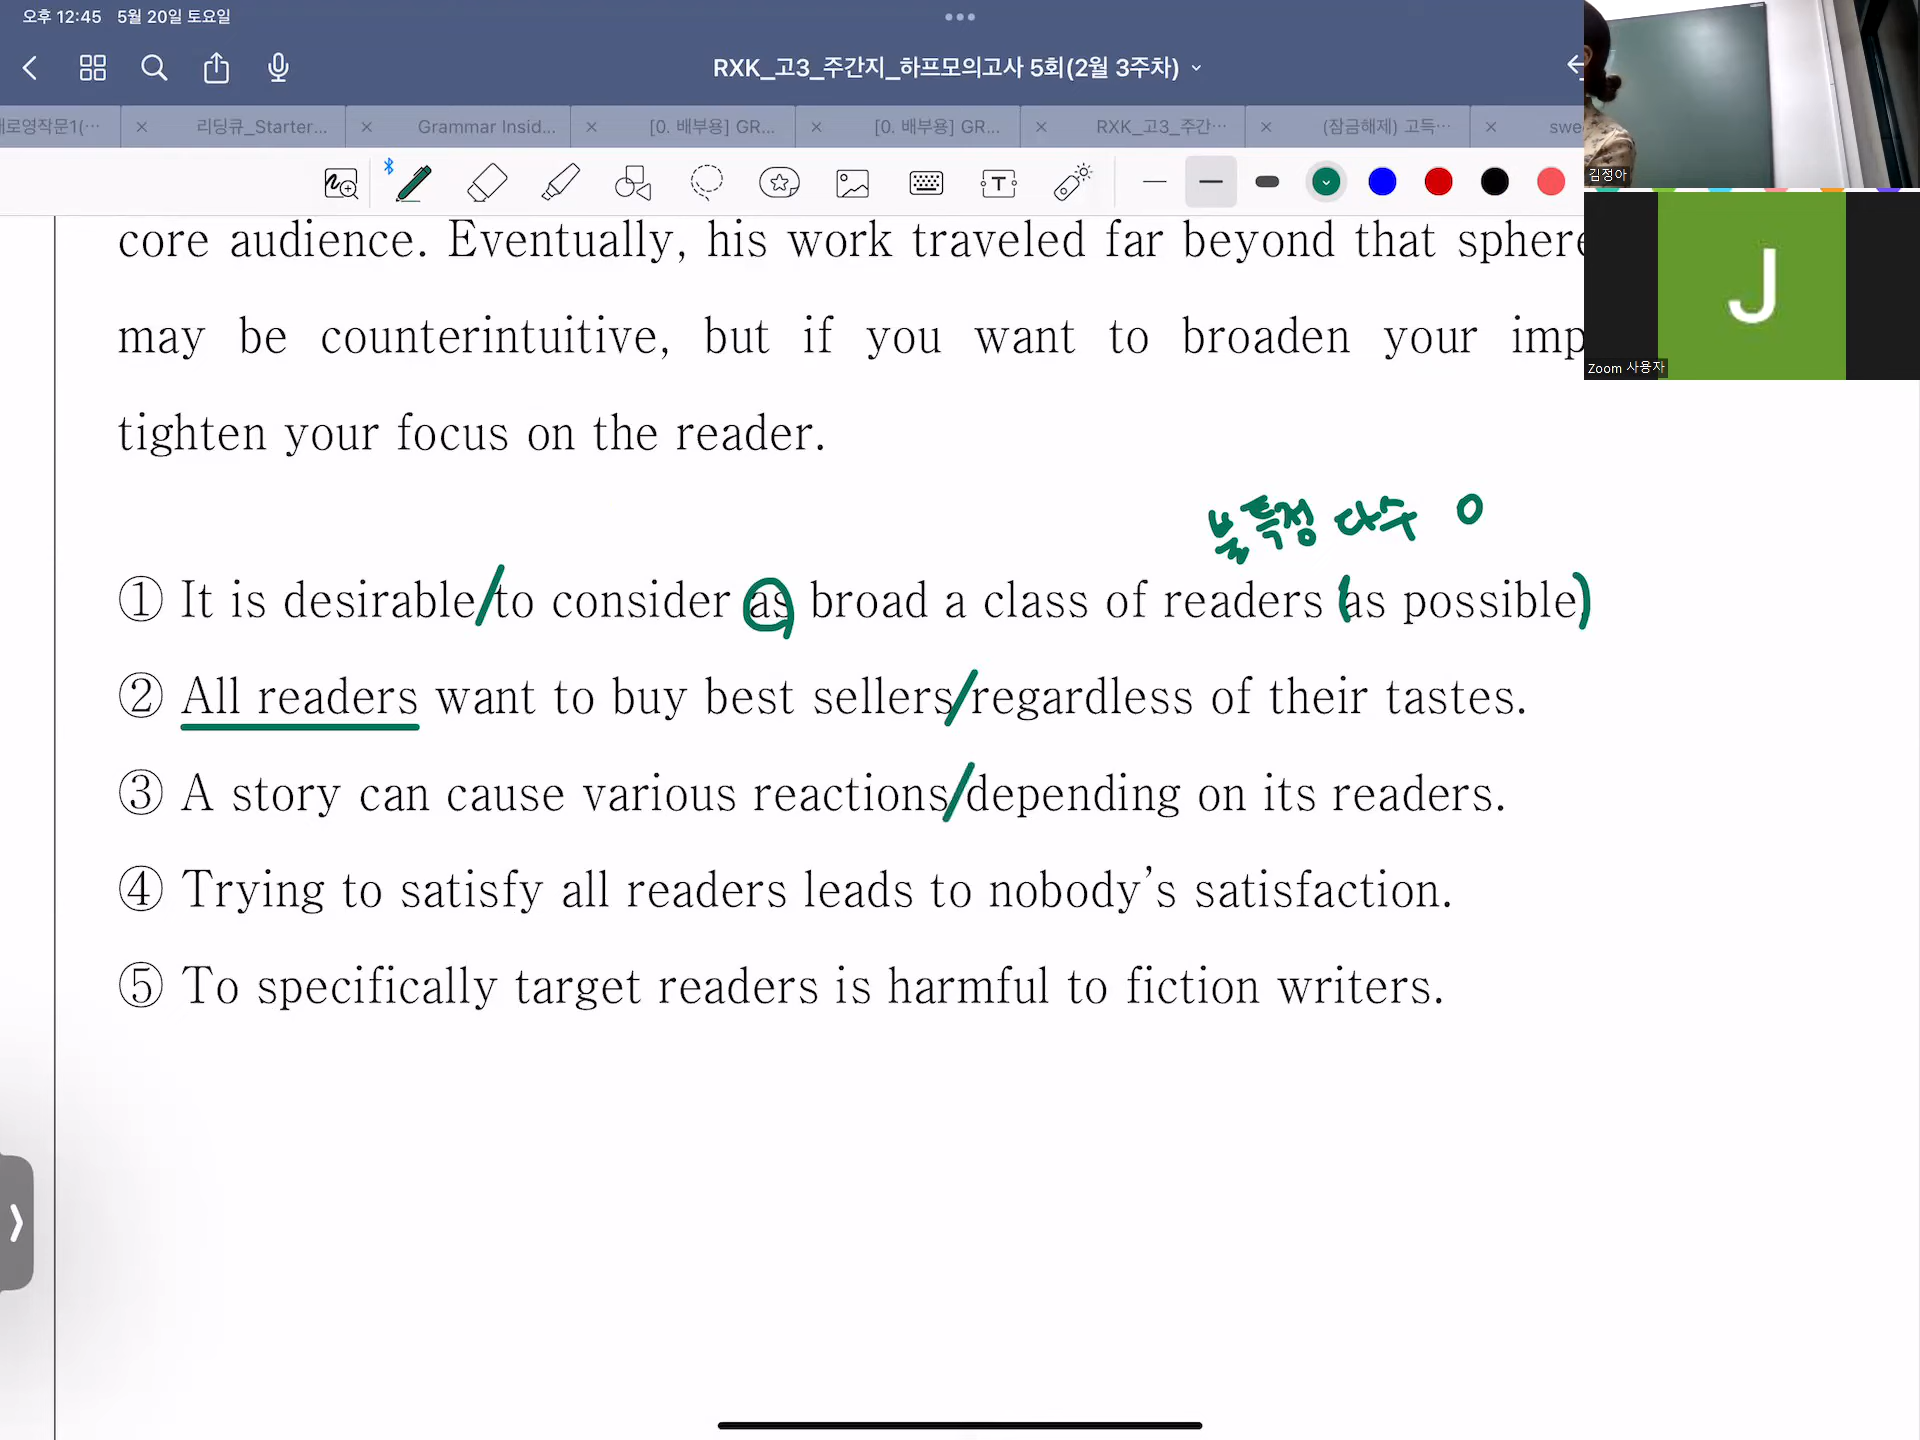 오후 12:45 5월 20일 토요일
RXK_고3_주간지_하프모의고사 5회(2월 3주차)
배로영작문1(… × 리딩큐_Starter... × Grammar Insid... × [0. 배부용] GR... × [0. 배부용] GR... × RXK_고3_주간… × (잠금해제) 고득… × swe
김정아
J
Zoom 사용자
core audience. Eventually, his work traveled far beyond that sphere
may be counterintuitive, but if you want to broaden your imp
tighten your focus on the reader.
불특정 다수 O
① It is desirable/to consider as broad a class of readers (as possible.)
② All readers want to buy best sellers/regardless of their tastes.
③ A story can cause various reactions/depending on its readers.
④ Trying to satisfy all readers leads to nobody's satisfaction.
⑤ To specifically target readers is harmful to fiction writers.